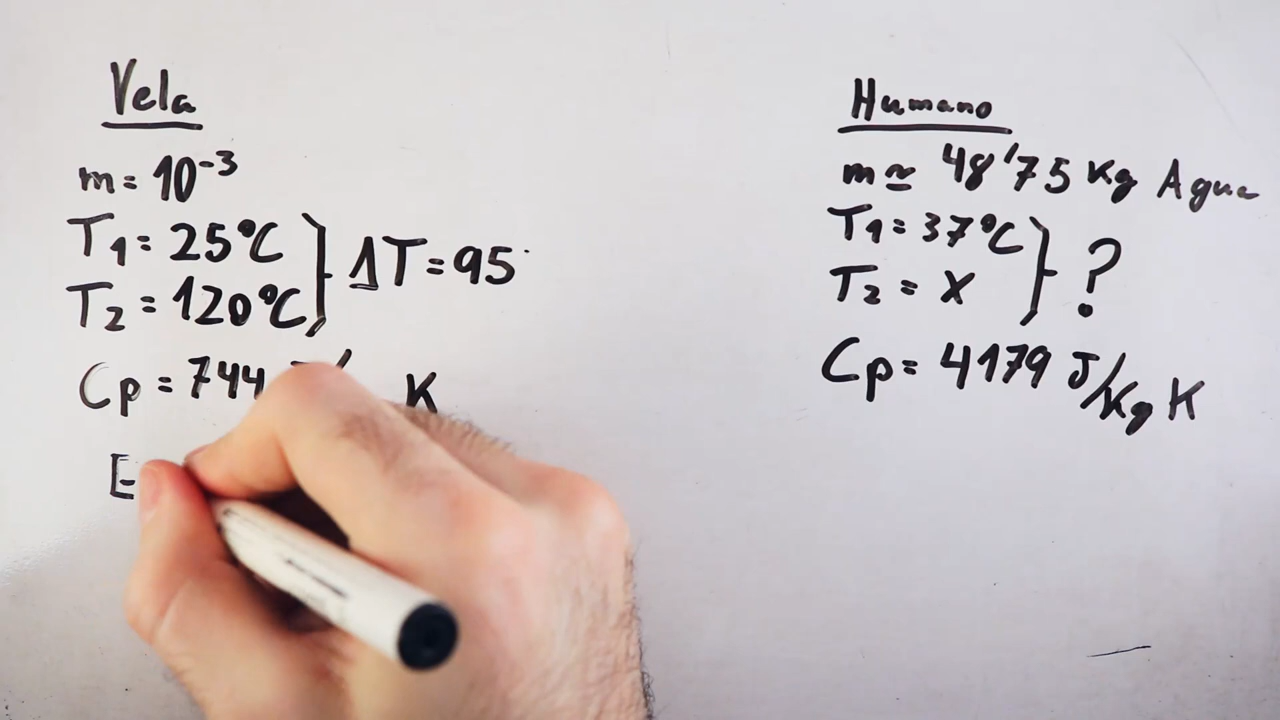 Vela
m = 10⁻³
T₁ = 25°C
T₂ = 120°C
ΔT = 95
Cp = 744
K
E
Humano
m ≃ 48'75 Kg Agua
T₁ = 37°C
T₂ = X
?
Cp = 4179 J/Kg K